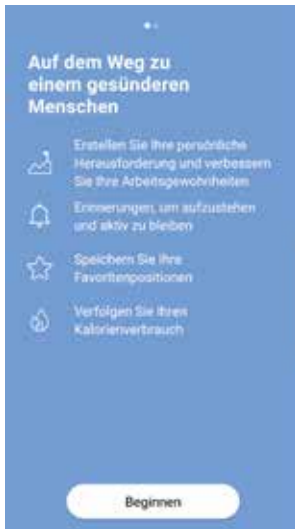 Auf dem Weg zu
einem gesünderen
Menschen
Erstellen Sie Ihre persönliche
Herausforderung und verbessern
Sie Ihre Arbeitsgewohnheiten
Erinnerungen, um aufzustehen
und aktiv zu bleiben
Speichern Sie Ihre
Favoritenpositionen
Verfolgen Sie Ihren
Kalorienverbrauch
Beginnen